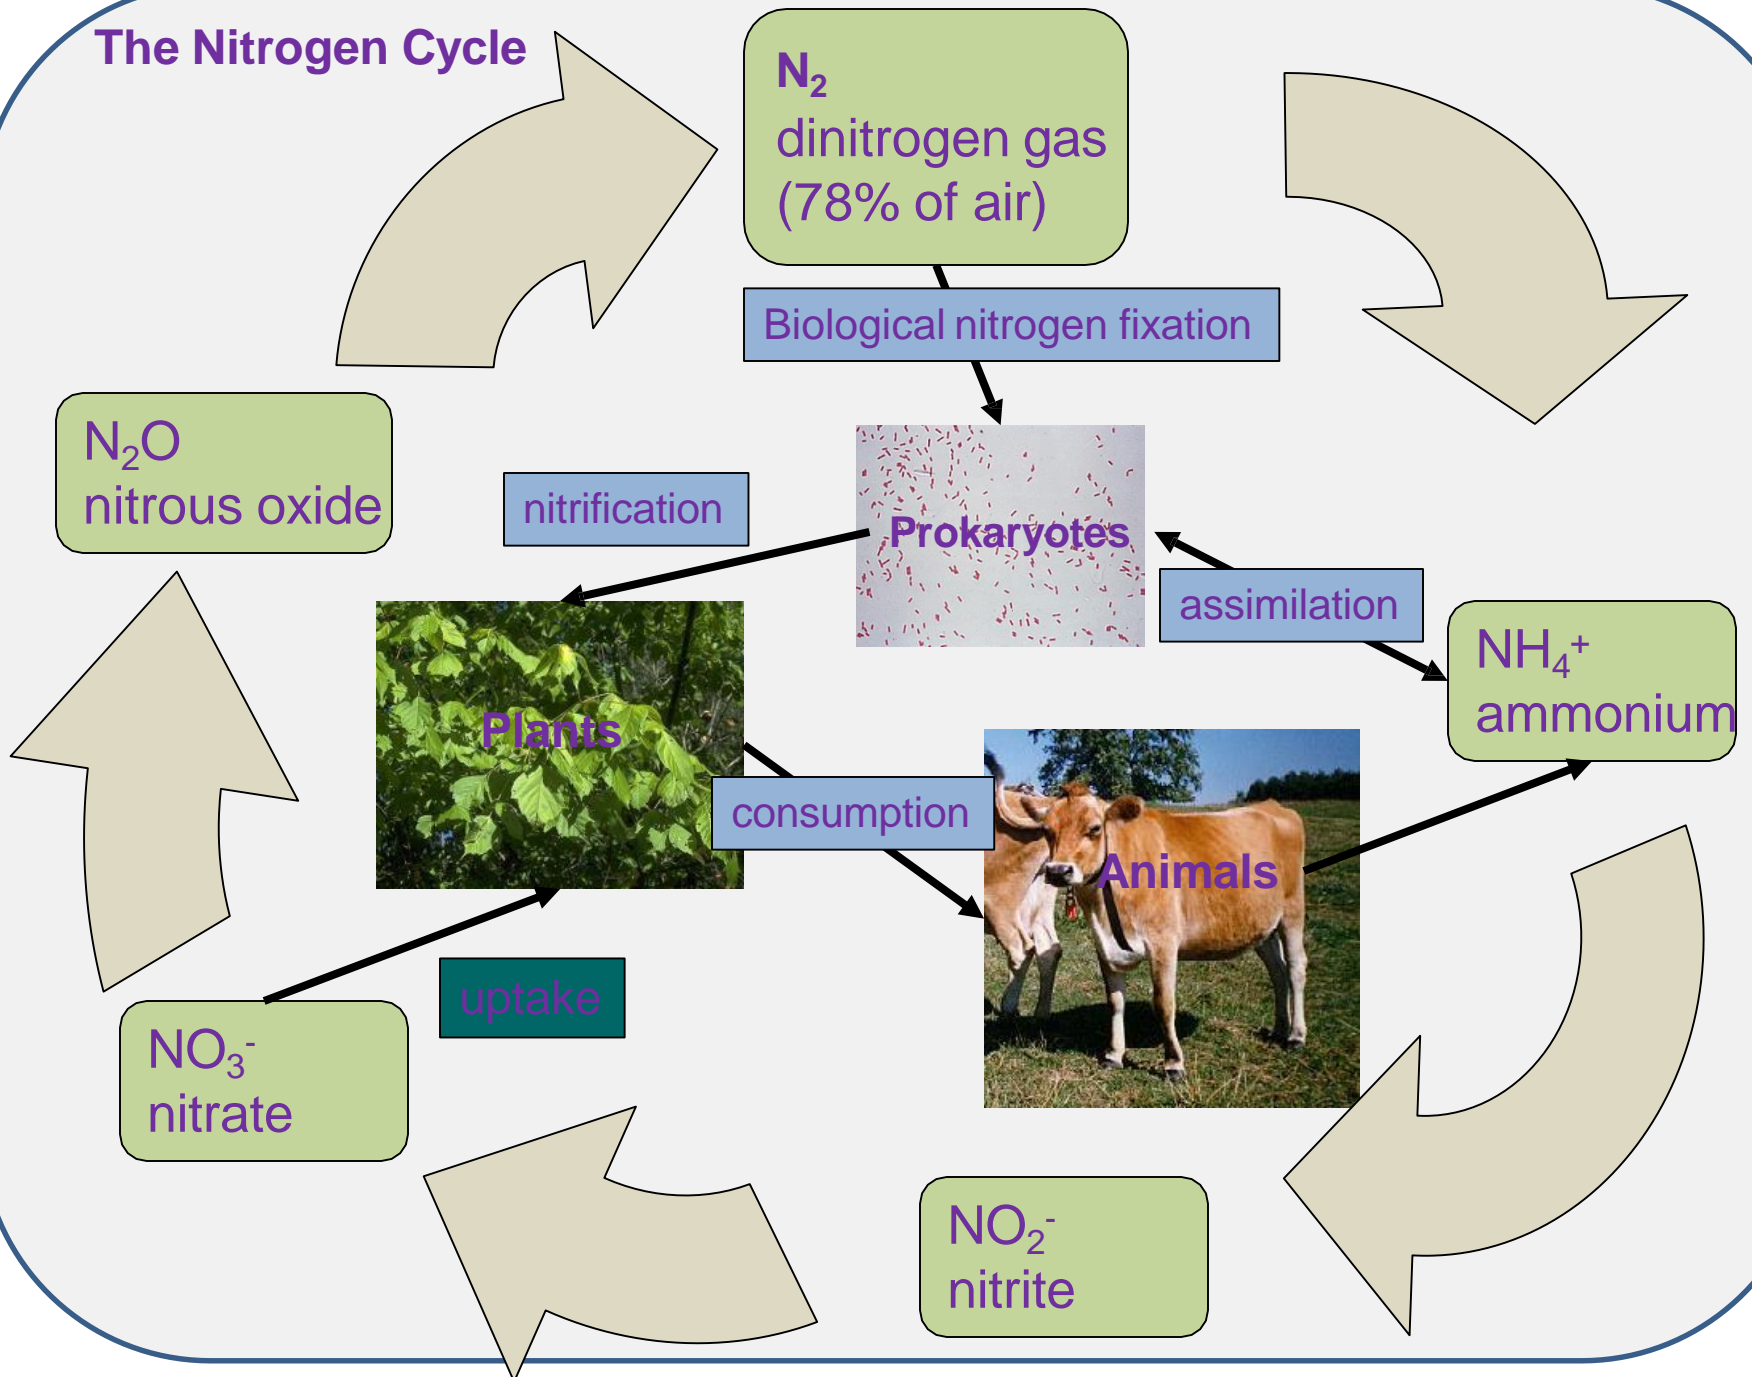 The Nitrogen Cycle
N₂
dinitrogen gas
(78% of air)
Biological nitrogen fixation
N₂O
nitrous oxide
nitrification
Prokaryotes
assimilation
NH₄⁺
ammonium
Plants
consumption
Animals
uptake
NO₃⁻
nitrate
NO₂⁻
nitrite